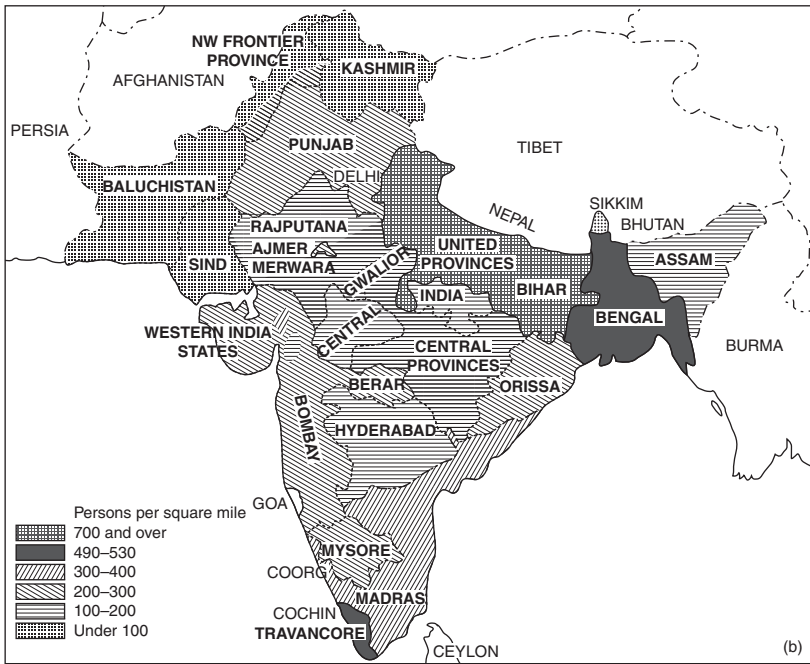 NW FRONTIER
PROVINCE
AFGHANISTAN
KASHMIR
PERSIA
PUNJAB
TIBET
DELHI
BALUCHISTAN
SIKKIM
NEPAL
BHUTAN
RAJPUTANA
UNITED
PROVINCES
ASSAM
AJMER
MERWARA
SIND
GWALIOR
INDIA
BIHAR
BENGAL
WESTERN INDIA
STATES
CENTRAL
CENTRAL
PROVINCES
BURMA
BERAR
ORISSA
BOMBAY
HYDERABAD
GOA
MYSORE
COORG
MADRAS
COCHIN
TRAVANCORE
CEYLON
Persons per square mile
700 and over
490–530
300–400
200–300
100–200
Under 100
(b)